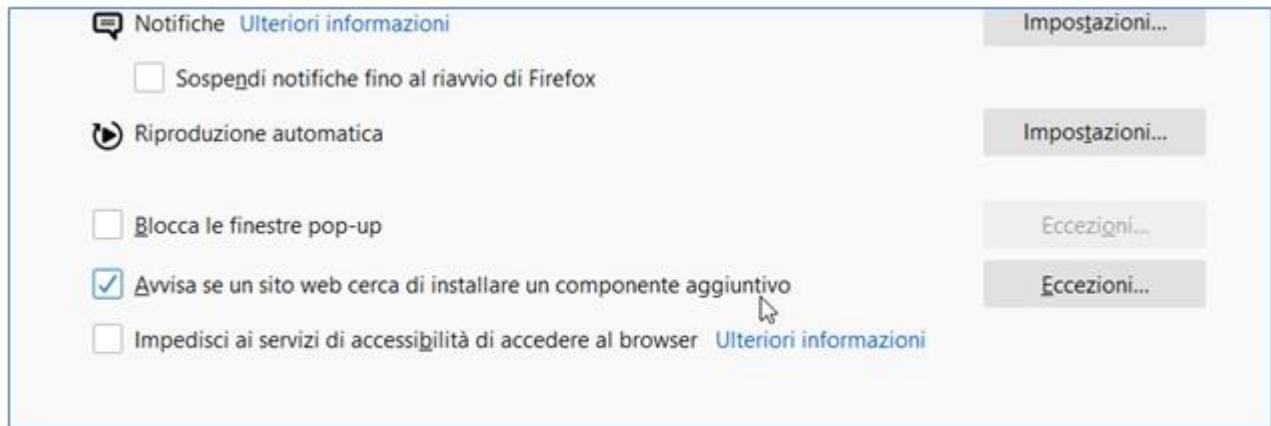 Notifiche Ulteriori informazioni Impostazioni...
Sospendi notifiche fino al riavvio di Firefox
Riproduzione automatica Impostazioni...
Blocca le finestre pop-up Eccezioni...
Avvisa se un sito web cerca di installare un componente aggiuntivo Eccezioni...
Impedisci ai servizi di accessibilità di accedere al browser Ulteriori informazioni